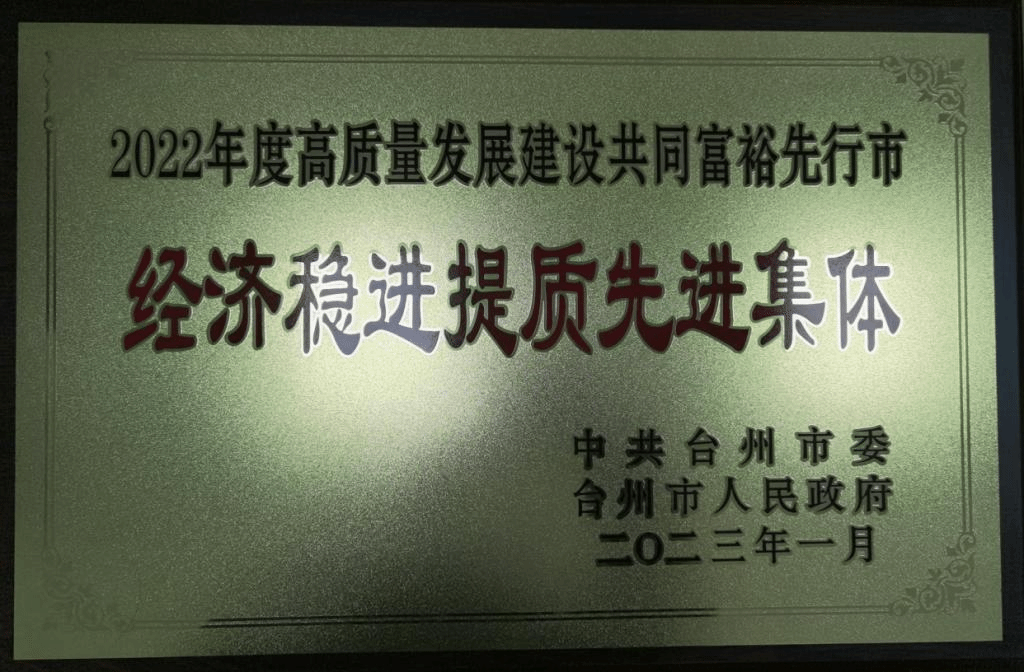 2022年度高质量发展建设共同富裕先行市
经济稳进提质先进集体
中共台州市委
台州市人民政府
二〇二三年一月